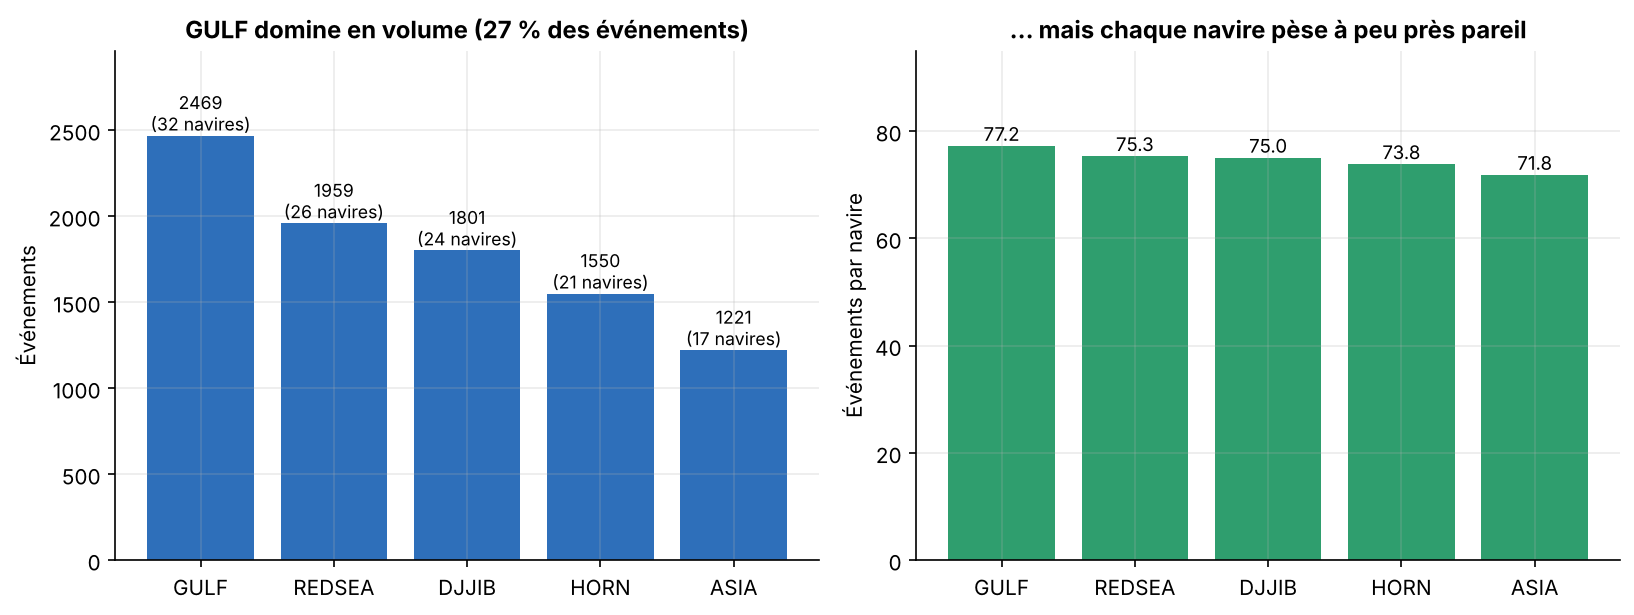 GULF domine en volume (27 % des événements)
Événements
2500
2000
1500
1000
500
0
2469
(32 navires)
1959
(26 navires)
1801
(24 navires)
1550
(21 navires)
1221
(17 navires)
GULF
REDSEA
DJJIB
HORN
ASIA
... mais chaque navire pèse à peu près pareil
Événements par navire
80
60
40
20
0
77.2
75.3
75.0
73.8
71.8
GULF
REDSEA
DJJIB
HORN
ASIA